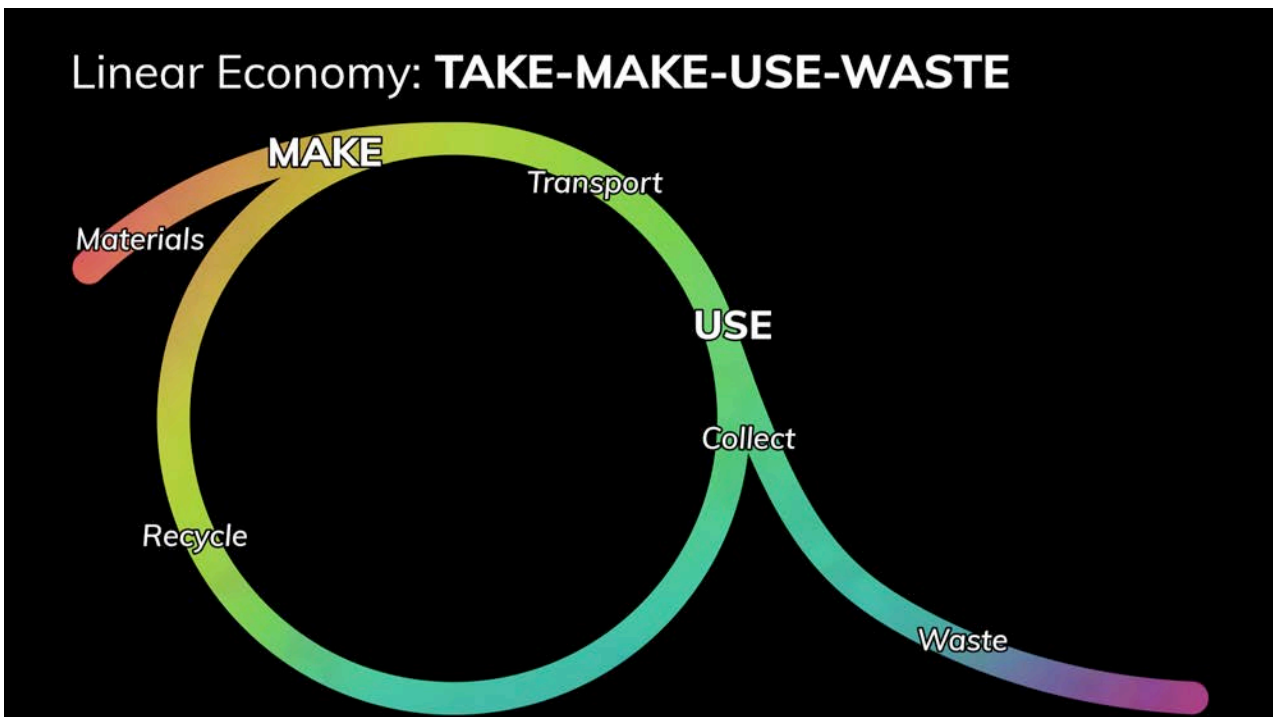 Linear Economy: TAKE-MAKE-USE-WASTE
MAKE
Transport
Materials
USE
Collect
Recycle
Waste